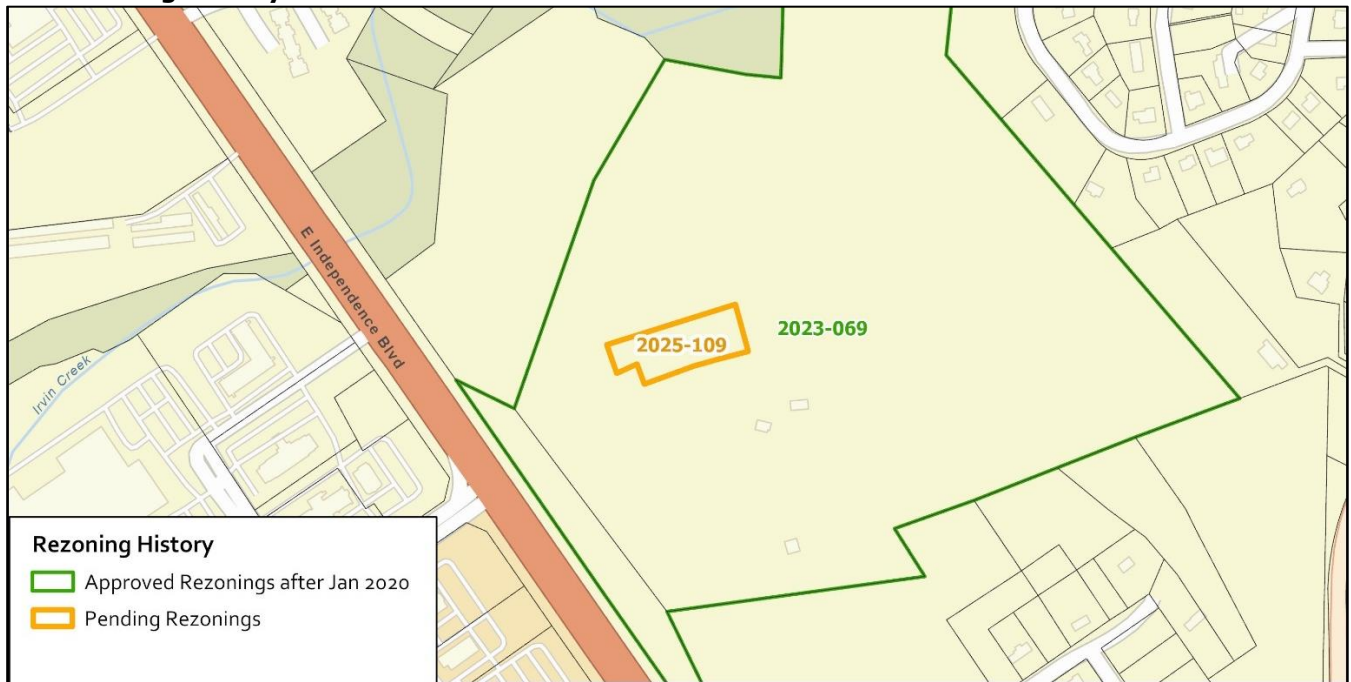 E Independence Blvd
2023-069
2025-109
Irvin Creek
Rezoning History
Approved Rezonings after Jan 2020
Pending Rezonings